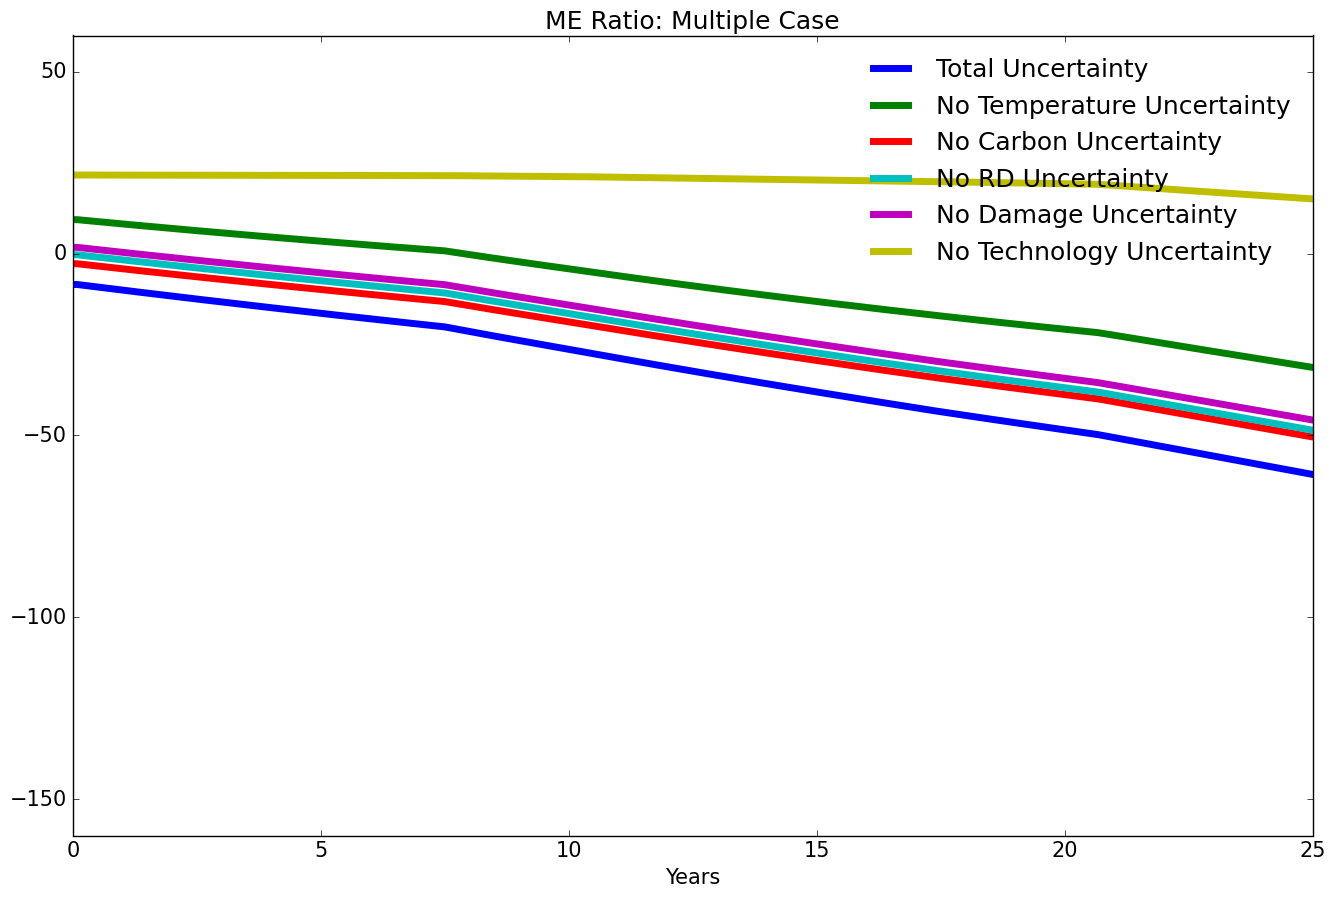 ME Ratio: Multiple Case
50
0
−50
−100
−150
Total Uncertainty
No Temperature Uncertainty
No Carbon Uncertainty
No RD Uncertainty
No Damage Uncertainty
No Technology Uncertainty
0 5 10 15 20 25
Years